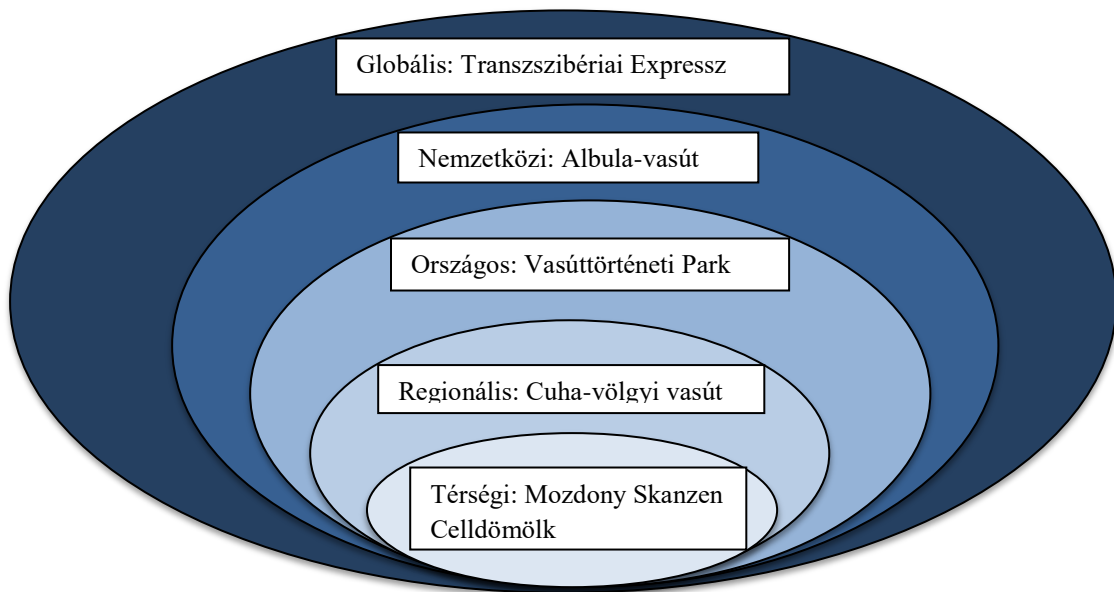 Globális: Transzszibériai Expressz
Nemzetközi: Albula-vasút
Országos: Vasúttörténeti Park
Regionális: Cuha-völgyi vasút
Térségi: Mozdony Skanzen
Celldömölk